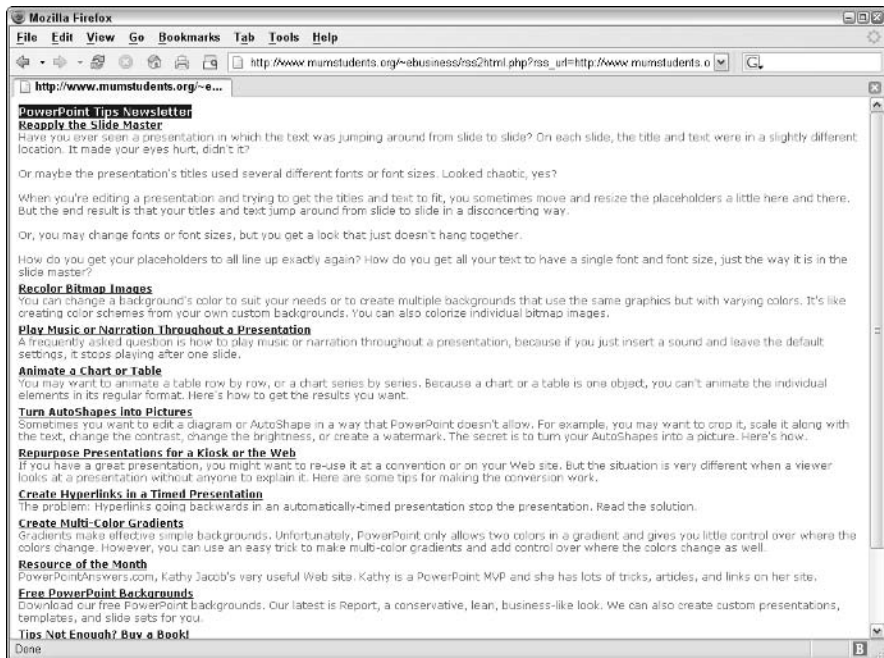 Mozilla Firefox
File Edit View Go Bookmarks Tab Tools Help
http://www.mumstudents.org/~ebusiness/rss2html.php?rss_url=http://www.mumstudents.o
G
http://www.mumstudents.org/~e...
PowerPoint Tips Newsletter
Reapply the Slide Master
Have you ever seen a presentation in which the text was jumping around from slide to slide? On each slide, the title and text were in a slightly different
location. It made your eyes hurt, didn't it?
Or maybe the presentation's titles used several different fonts or font sizes. Looked chaotic, yes?
When you're editing a presentation and trying to get the titles and text to fit, you sometimes move and resize the placeholders a little here and there.
But the end result is that your titles and text jump around from slide to slide in a disconcerting way.
Or, you may change fonts or font sizes, but you get a look that just doesn't hang together.
How do you get your placeholders to all line up exactly again? How do you get all your text to have a single font and font size, just the way it is in the
slide master?
Recolor Bitmap Images
You can change a background's color to suit your needs or to create multiple backgrounds that use the same graphics but with varying colors. It's like
creating color schemes from your own custom backgrounds. You can also colorize individual bitmap images.
Play Music or Narration Throughout a Presentation
A frequently asked question is how to play music or narration throughout a presentation, because if you just insert a sound and leave the default
settings, it stops playing after one slide.
Animate a Chart or Table
You may want to animate a table row by row, or a chart series by series. Because a chart or a table is one object, you can't animate the individual
elements in its regular format. Here's how to get the results you want.
Turn AutoShapes into Pictures
Sometimes you want to edit a diagram or AutoShape in a way that PowerPoint doesn't allow. For example, you may want to crop it, scale it along with
the text, change the contrast, change the brightness, or create a watermark. The secret is to turn your AutoShapes into a picture. Here's how.
Repurpose Presentations for a Kiosk or the Web
If you have a great presentation, you might want to re-use it at a convention or on your Web site. But the situation is very different when a viewer
looks at a presentation without anyone to explain it. Here are some tips for making the conversion work.
Create Hyperlinks in a Timed Presentation
The problem: Hyperlinks going backwards in an automatically-timed presentation stop the presentation. Read the solution.
Create Multi-Color Gradients
Gradients make effective simple backgrounds. Unfortunately, PowerPoint only allows two colors in a gradient and gives you little control over where the
colors change. However, you can use an easy trick to make multi-color gradients and add control over where the colors change as well.
Resource of the Month
PowerPointAnswers.com, Kathy Jacob's very useful Web site. Kathy is a PowerPoint MVP and she has lots of tricks, articles, and links on her site.
Free PowerPoint Backgrounds
Download our free PowerPoint backgrounds. Our latest is Report, a conservative, lean, business-like look. We can also create custom presentations,
templates, and slide sets for you.
Tips Not Enough? Buy a Book!
Done
B